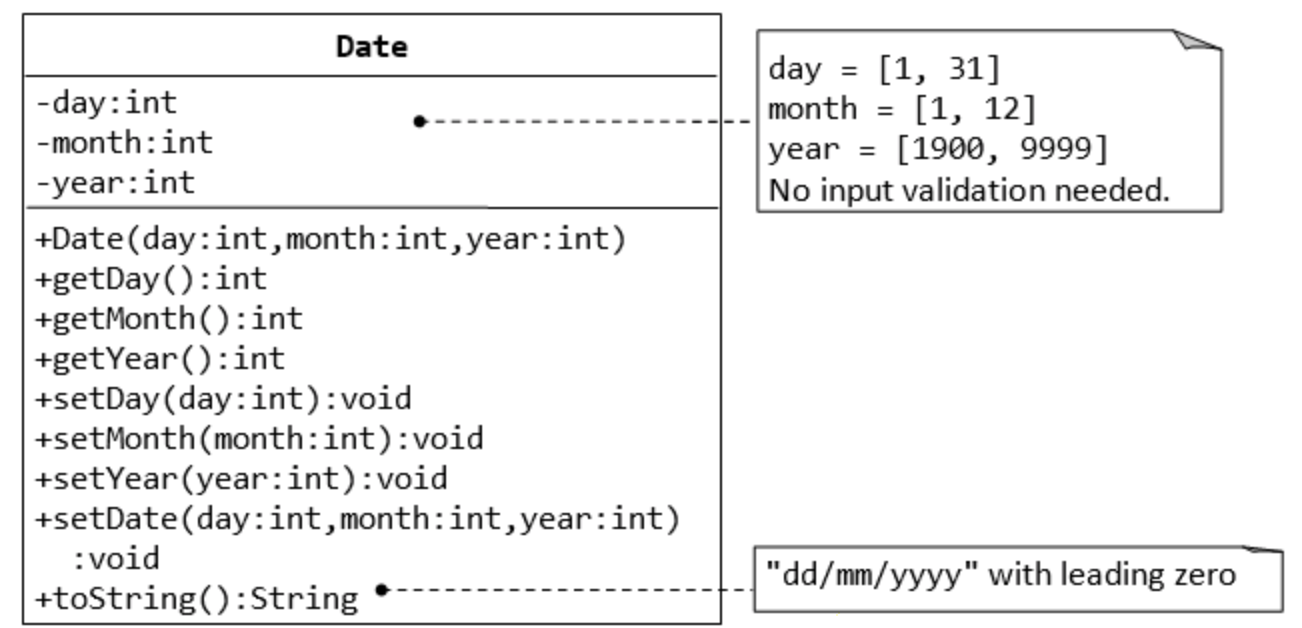 Date
-day:int
-month:int
-year:int
+Date(day:int,month:int,year:int)
+getDay():int
+getMonth():int
+getYear():int
+setDay(day:int):void
+setMonth(month:int):void
+setYear(year:int):void
+setDate(day:int,month:int,year:int)
:void
+toString():String
day = [1, 31]
month = [1, 12]
year = [1900, 9999]
No input validation needed.
"dd/mm/yyyy" with leading zero